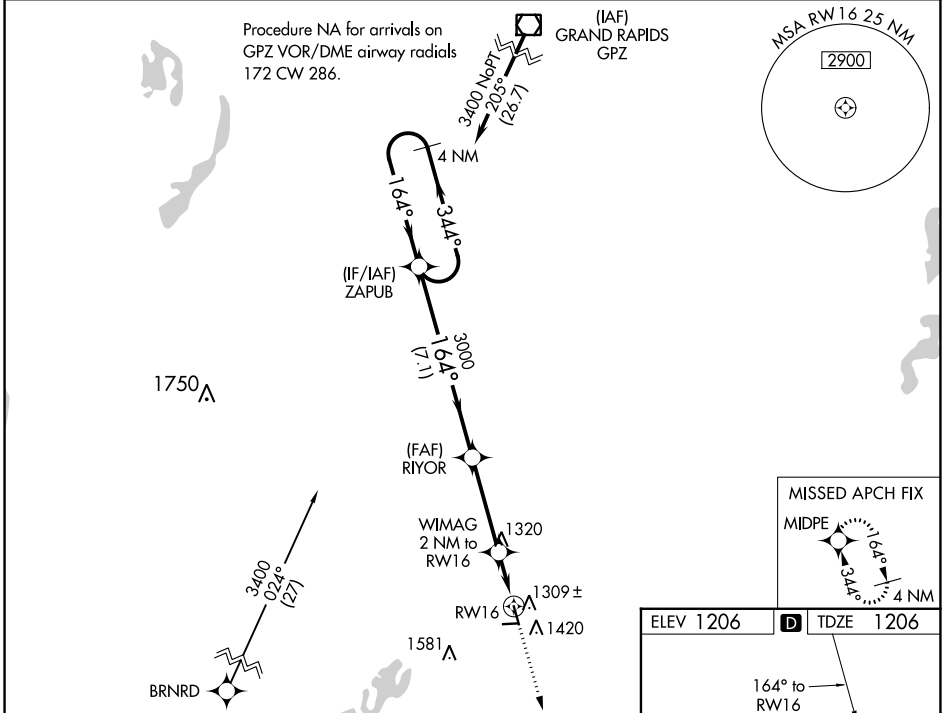 Procedure NA for arrivals on
GPZ VOR/DME airway radials
172 CW 286.
(IAF)
GRAND RAPIDS
GPZ
3400 NoPT
205°
(26.7)
MSA RW16 25 NM
2900
4 NM
164°
344°
(IF/IAF)
ZAPUB
3000
164°
(7.1)
1750
(FAF)
RIYOR
WIMAG
2 NM to
RW16
1320
RW16
1309 ±
1420
1581
3400
024°
(27)
BRNRD
MISSED APCH FIX
MIDPE
164°
344°
4 NM
ELEV 1206 D TDZE 1206
164° to
RW16